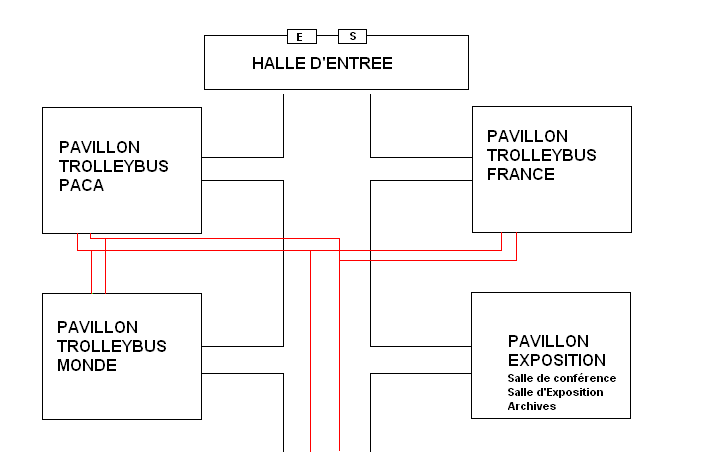 E
S
HALLE D'ENTREE
PAVILLON
TROLLEYBUS
PACA
PAVILLON
TROLLEYBUS
FRANCE
PAVILLON
TROLLEYBUS
MONDE
PAVILLON
EXPOSITION
Salle de conférence
Salle d'Exposition
Archives